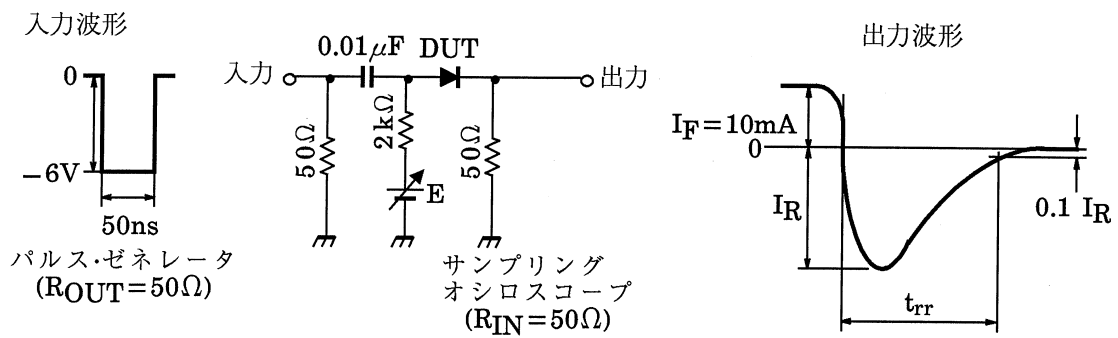 入力波形
0
−6V
50ns
パルス・ゼネレータ
(ROUT=50Ω)
0.01μF DUT
入力
出力
50Ω
2kΩ
E
50Ω
サンプリング
オシロスコープ
(RIN=50Ω)
出力波形
IF=10mA
0
IR
0.1 IR
trr